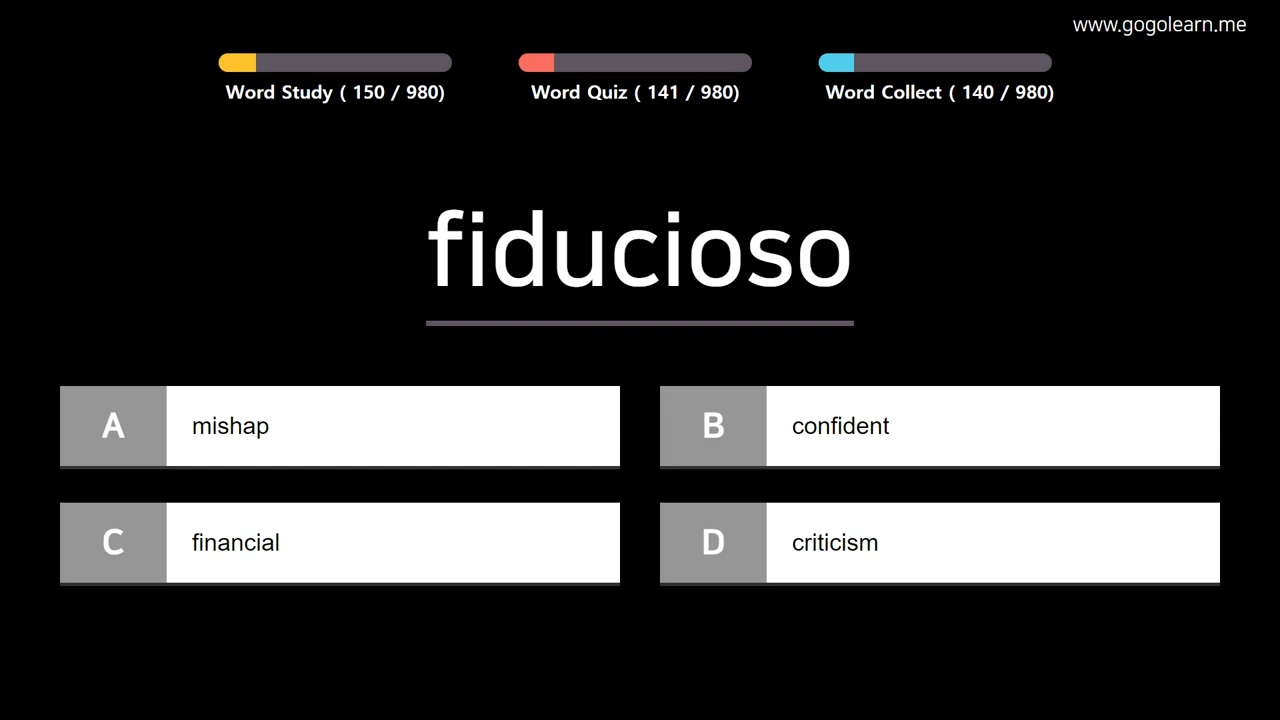 www.gogolearn.me
Word Study ( 150 / 980)
Word Quiz ( 141 / 980)
Word Collect ( 140 / 980)
fiducioso
A
mishap
B
confident
C
financial
D
criticism